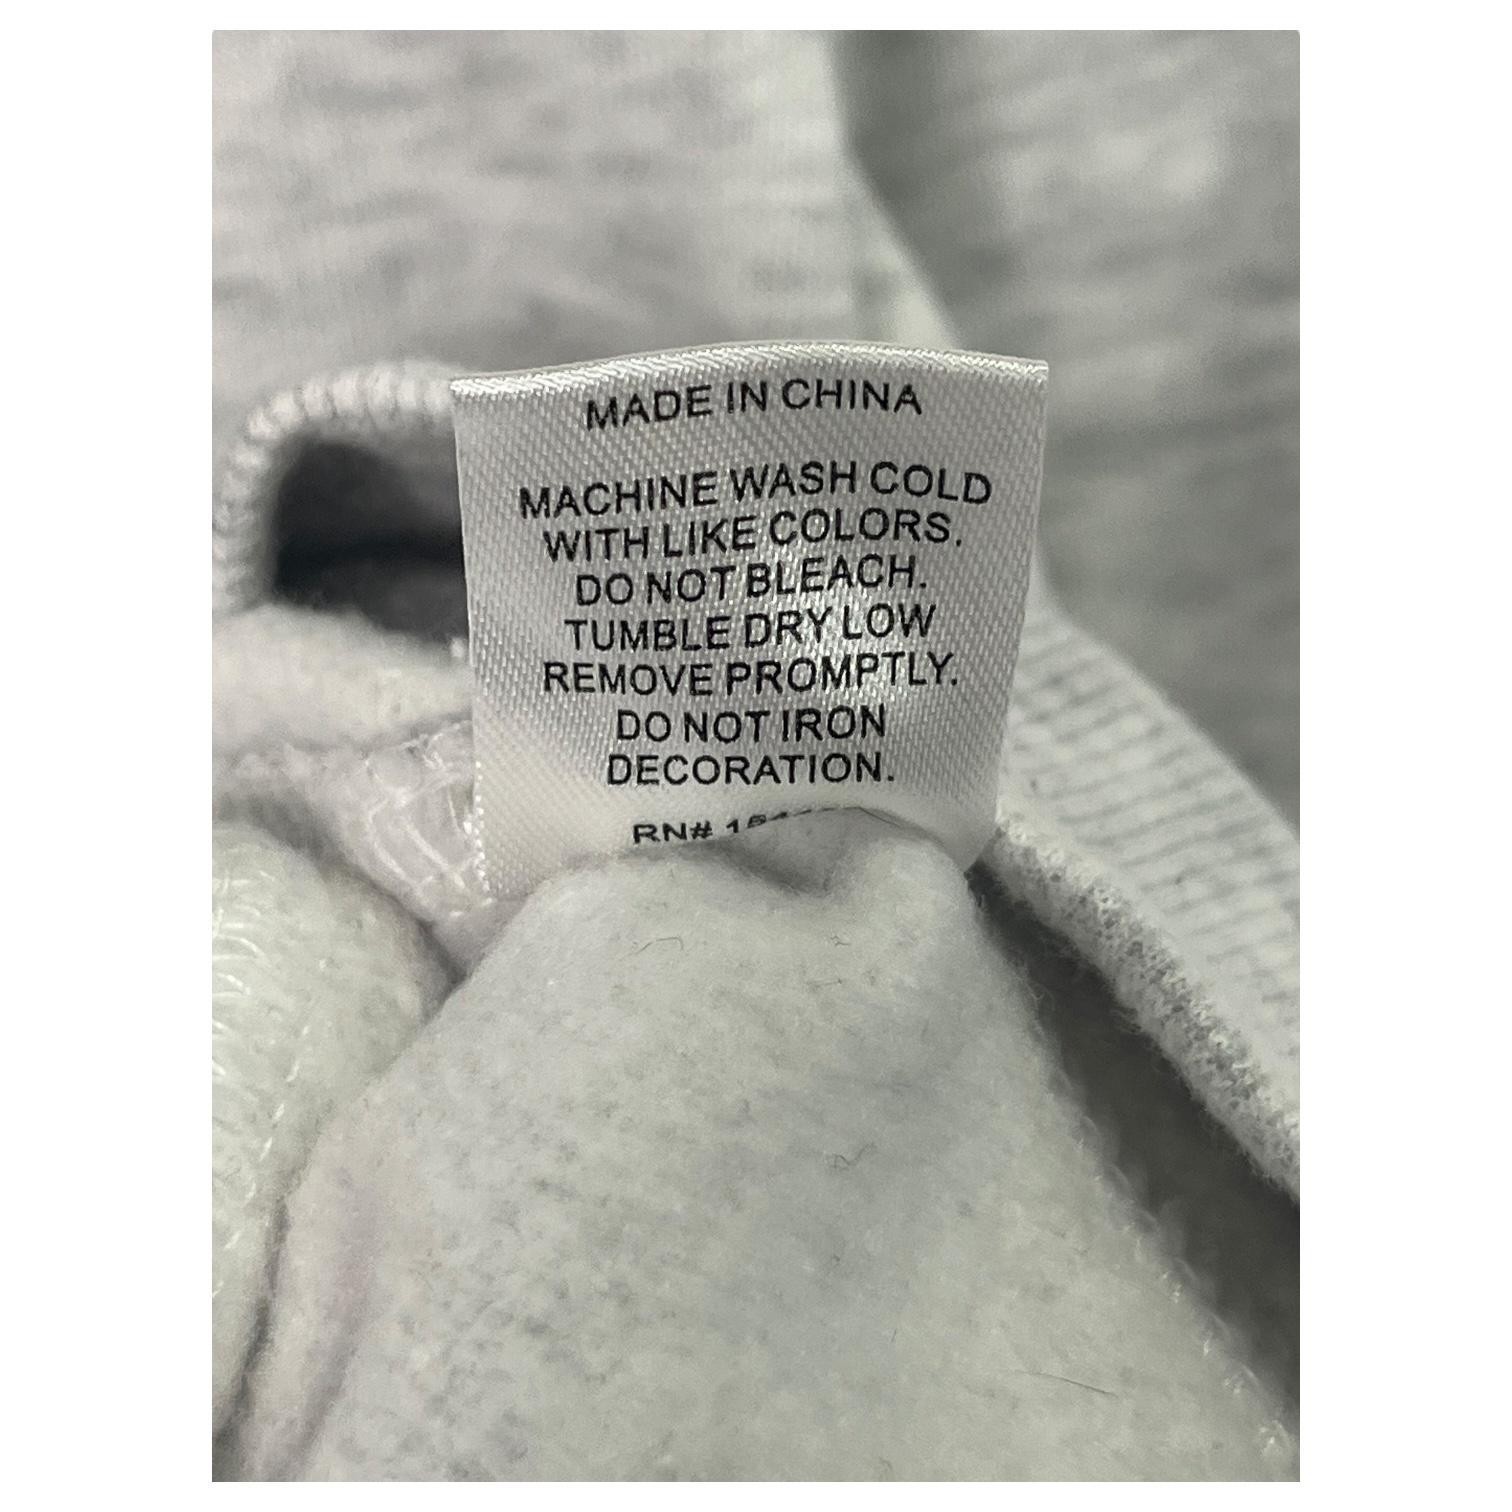 MADE IN CHINA
MACHINE WASH COLD
WITH LIKE COLORS.
DO NOT BLEACH.
TUMBLE DRY LOW
REMOVE PROMPTLY.
DO NOT IRON
DECORATION.
RN#